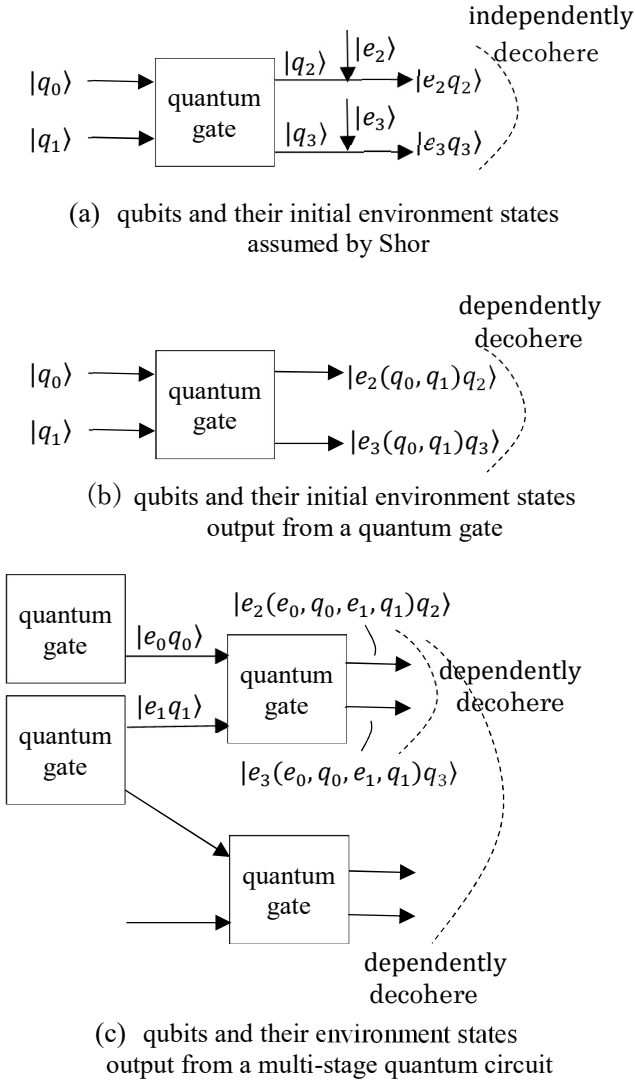 independently
decohere
|e₂⟩
|q₂⟩
|q₀⟩
|e₂q₂⟩
quantum
gate
|e₃⟩
|q₃⟩
|q₁⟩
|e₃q₃⟩
(a) qubits and their initial environment states
assumed by Shor
dependently
decohere
|q₀⟩
|e₂(q₀, q₁)q₂⟩
quantum
gate
|q₁⟩
|e₃(q₀, q₁)q₃⟩
(b) qubits and their initial environment states
output from a quantum gate
|e₂(e₀, q₀, e₁, q₁)q₂⟩
quantum
gate
|e₀q₀⟩
quantum
gate
dependently
decohere
|e₁q₁⟩
quantum
gate
|e₃(e₀, q₀, e₁, q₁)q₃⟩
quantum
gate
dependently
decohere
(c) qubits and their environment states
output from a multi-stage quantum circuit